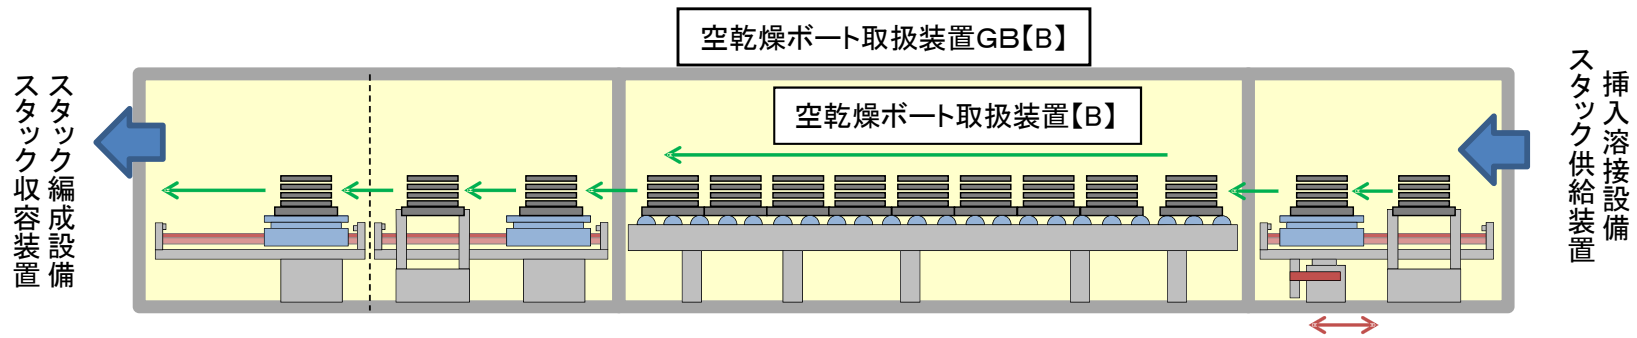 空乾燥ボート取扱装置GB【B】
空乾燥ボート取扱装置【B】
スタック編成設備
スタック収容装置
挿入溶接設備
スタック供給装置